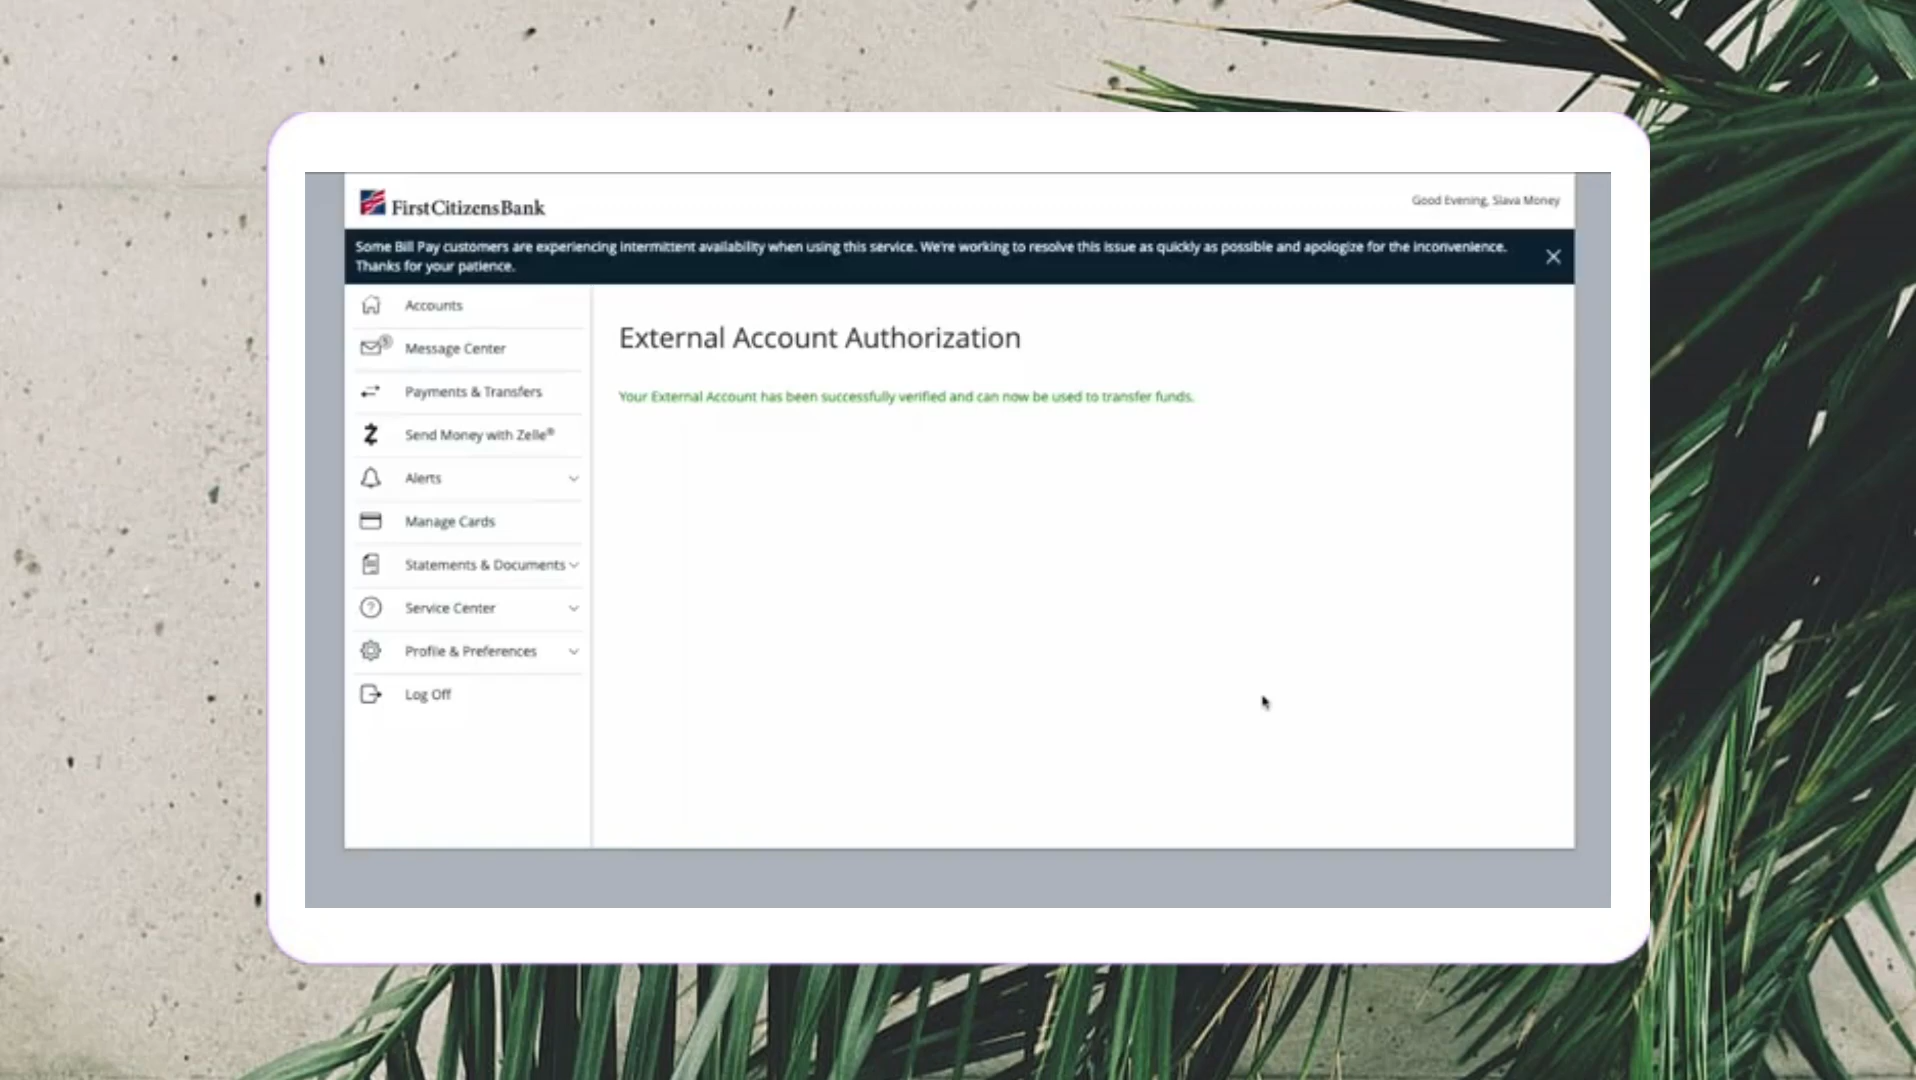 FirstCitizensBank
Good Evening, Slava Money
Some Bill Pay customers are experiencing intermittent availability when using this service. We're working to resolve this issue as quickly as possible and apologize for the inconvenience.
Thanks for your patience.
Accounts
Message Center
Payments & Transfers
Send Money with Zelle®
Alerts
Manage Cards
Statements & Documents
Service Center
Profile & Preferences
Log Off
External Account Authorization
Your External Account has been successfully verified and can now be used to transfer funds.